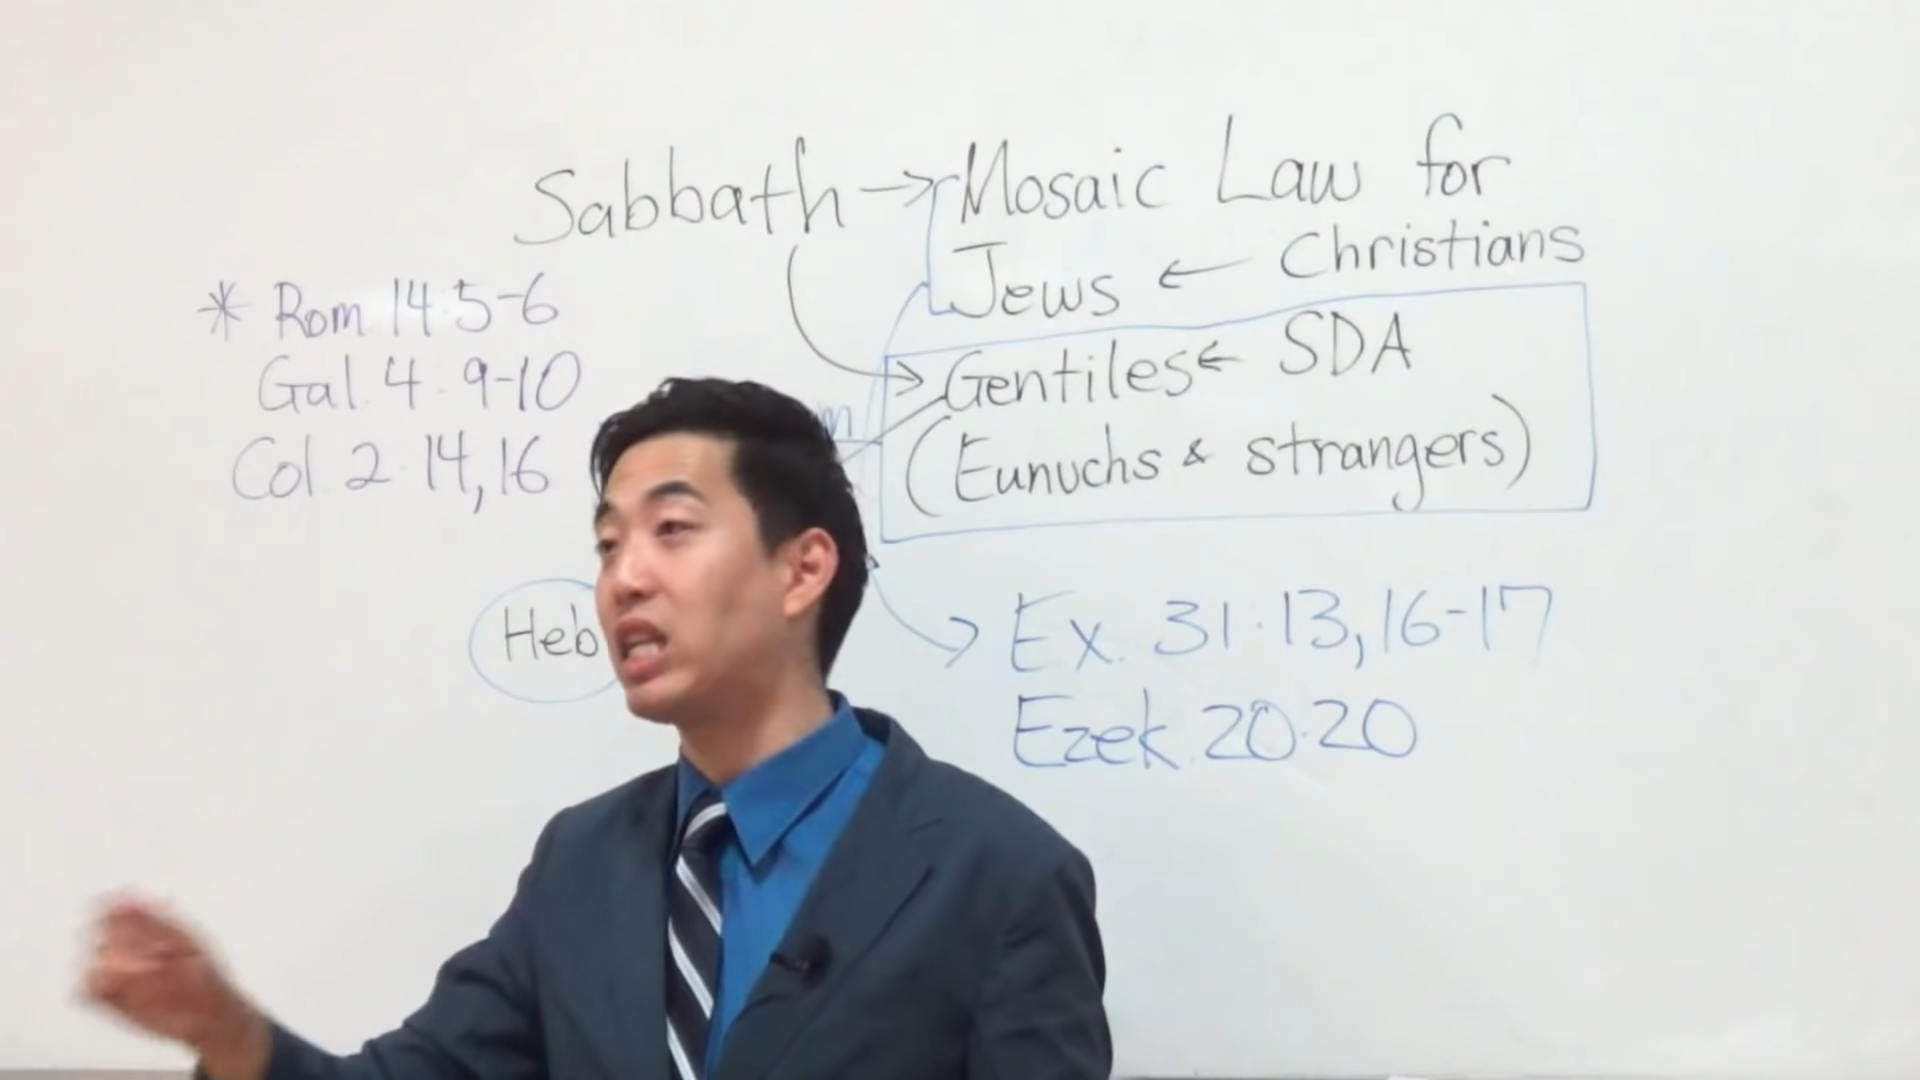 Sabbath → Mosaic Law for
Jews ← Christians
Gentiles ← SDA
(Eunuchs & strangers)
* Rom. 14:5-6
Gal. 4:9-10
Col. 2:14,16
Heb
→ Ex. 31:13,16-17
Ezek. 20:20